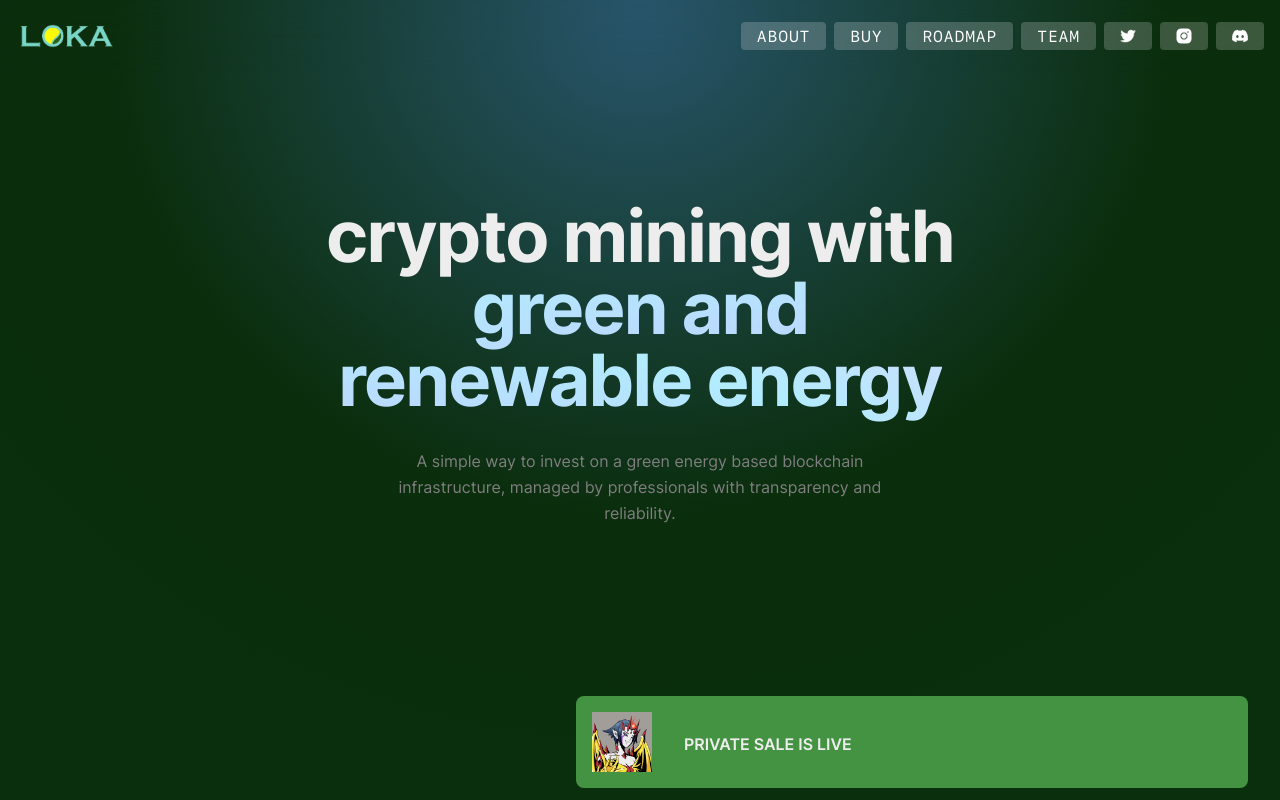 LOKA
ABOUT
BUY
ROADMAP
TEAM
crypto mining with
green and
renewable energy
A simple way to invest on a green energy based blockchain
infrastructure, managed by professionals with transparency and
reliability.
PRIVATE SALE IS LIVE